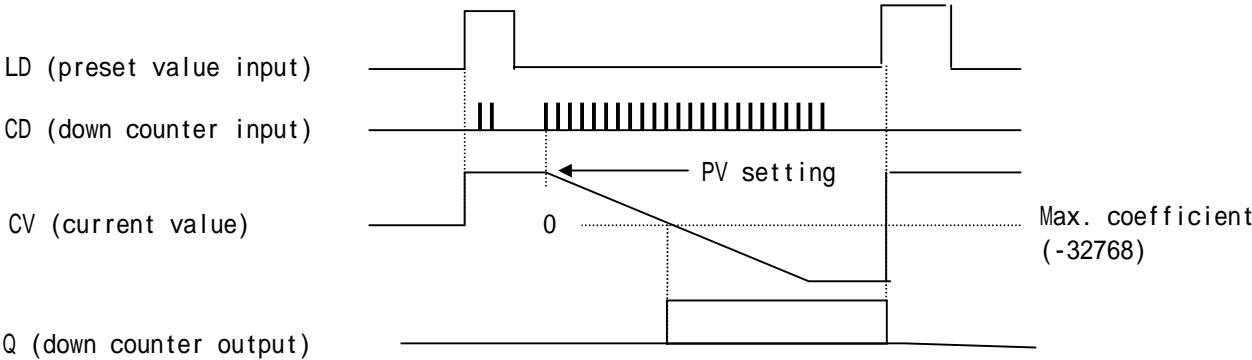 LD (preset value input)
CD (down counter input)
PV setting
CV (current value)
0
Max. coefficient
(-32768)
Q (down counter output)